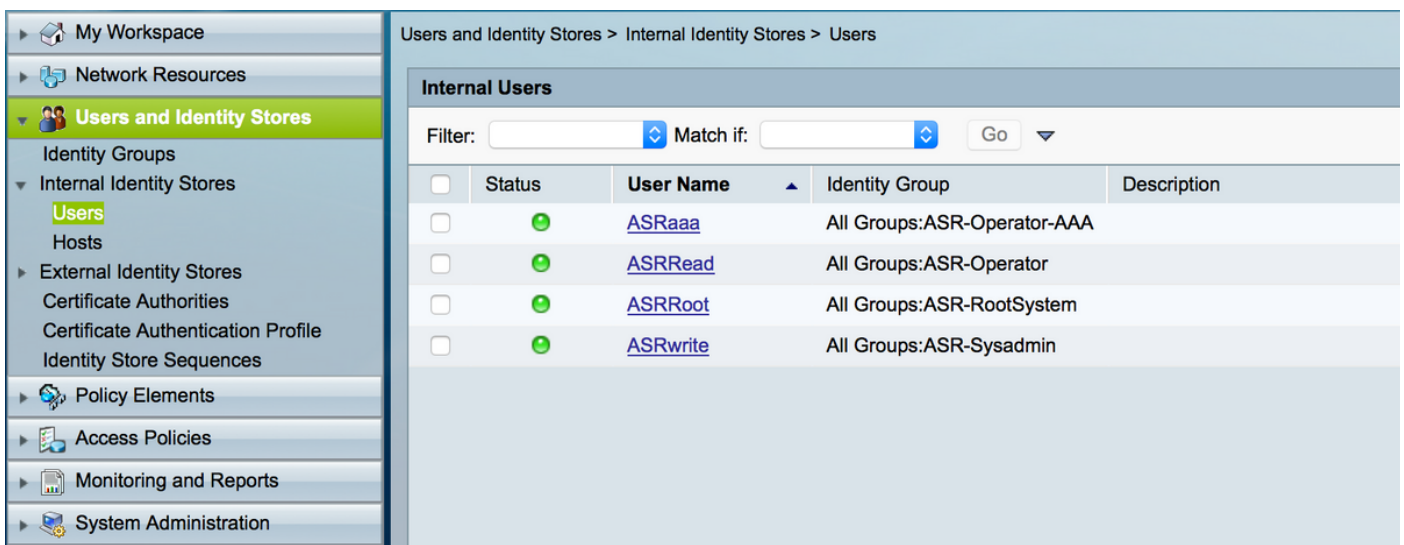 My Workspace
Network Resources
Users and Identity Stores
Identity Groups
Internal Identity Stores
Users
Hosts
External Identity Stores
Certificate Authorities
Certificate Authentication Profile
Identity Store Sequences
Policy Elements
Access Policies
Monitoring and Reports
System Administration
Users and Identity Stores > Internal Identity Stores > Users
Internal Users
Filter: Match if: Go
Status User Name Identity Group Description
ASRaaa All Groups:ASR-Operator-AAA
ASRRead All Groups:ASR-Operator
ASRRoot All Groups:ASR-RootSystem
ASRwrite All Groups:ASR-Sysadmin